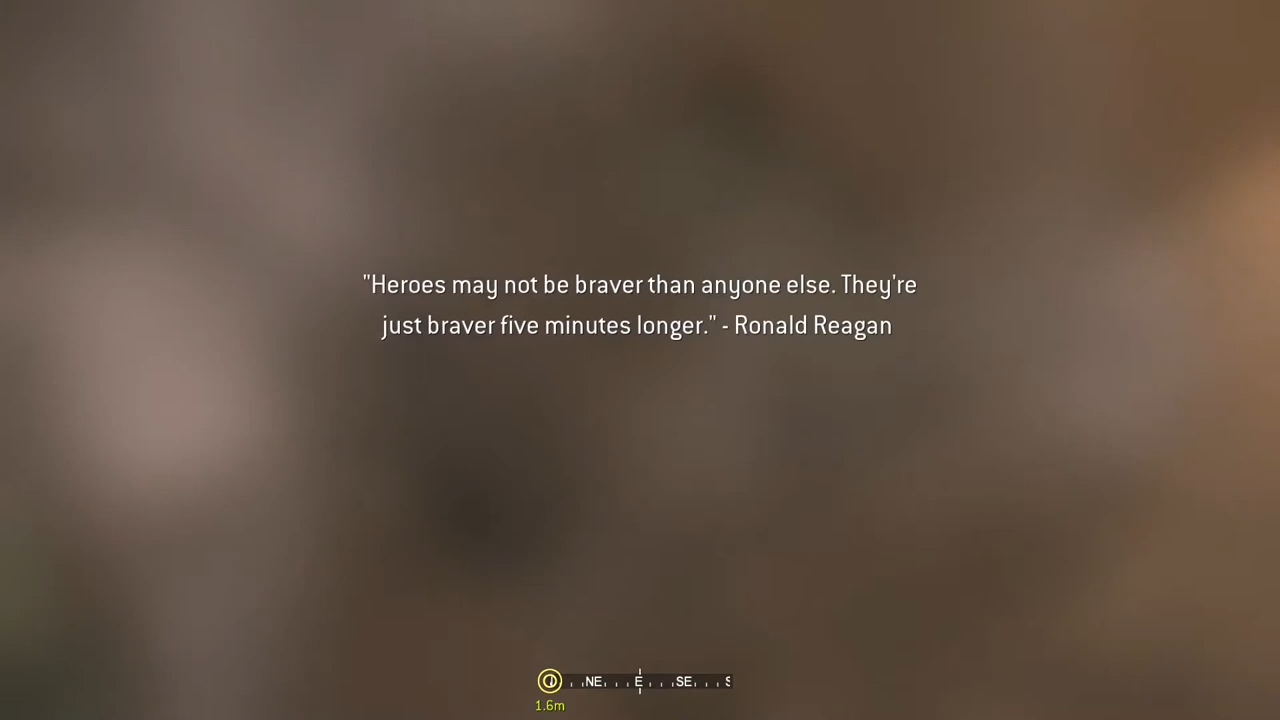 "Heroes may not be braver than anyone else. They're
just braver five minutes longer." - Ronald Reagan
NE E SE S
1.6m